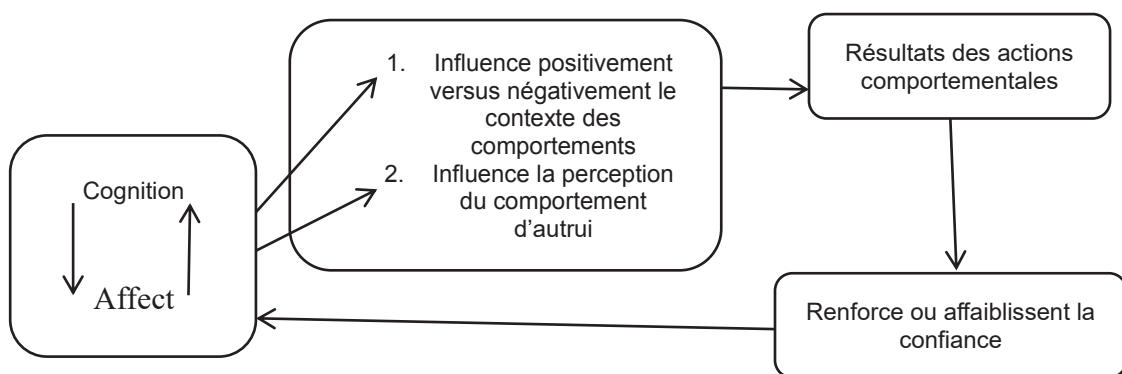 Cognition
Affect
1. Influence positivement
versus négativement le
contexte des
comportements
2. Influence la perception
du comportement
d'autrui
Résultats des actions
comportementales
Renforce ou affaiblissent la
confiance